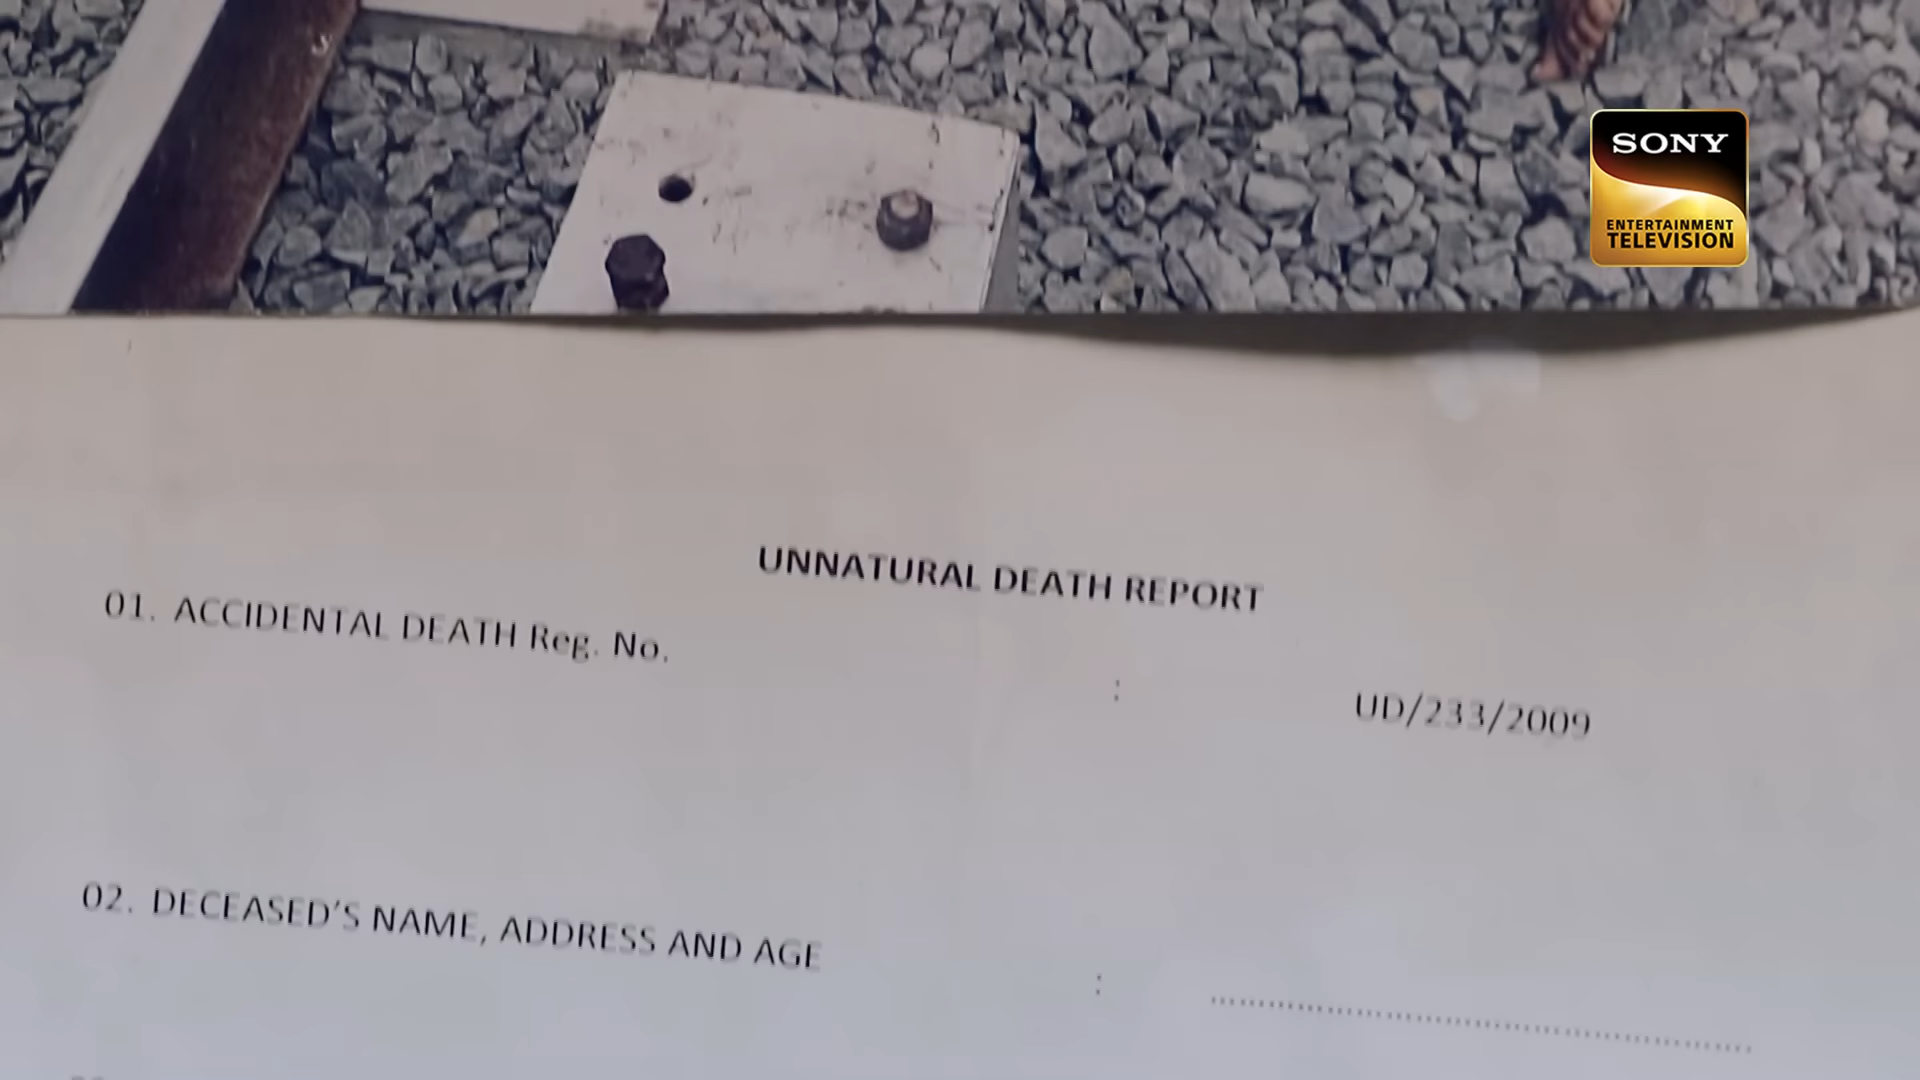 SONY
ENTERTAINMENT
TELEVISION
UNNATURAL DEATH REPORT
01. ACCIDENTAL DEATH Reg. No. : UD/233/2009
02. DECEASED'S NAME, ADDRESS AND AGE : ..........................................................